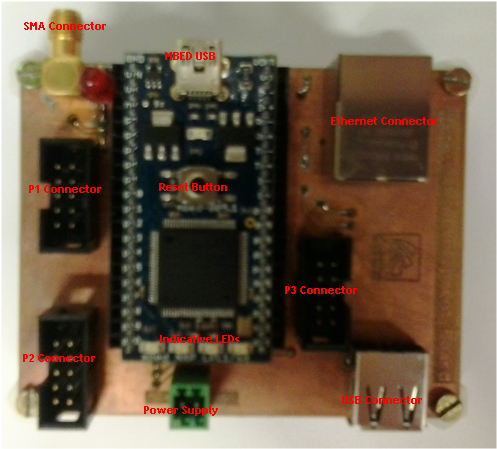 SMA Connector
MBED USB
Ethernet Connector
P1 Connector
Reset Button
P3 Connector
Indicates LEDs
P2 Connector
USB Connector
Power Supply